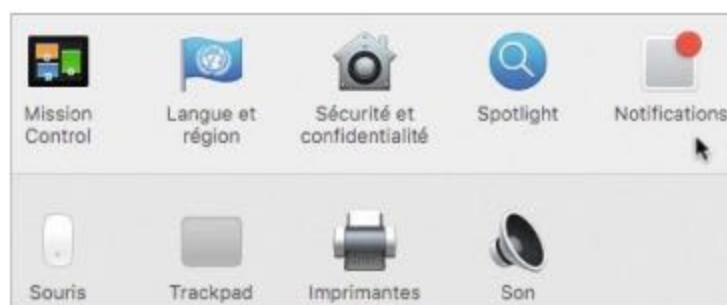 Mission
Control
Langue et
région
Sécurité et
confidentialité
Spotlight
Notifications
Souris
Trackpad
Imprimantes
Son